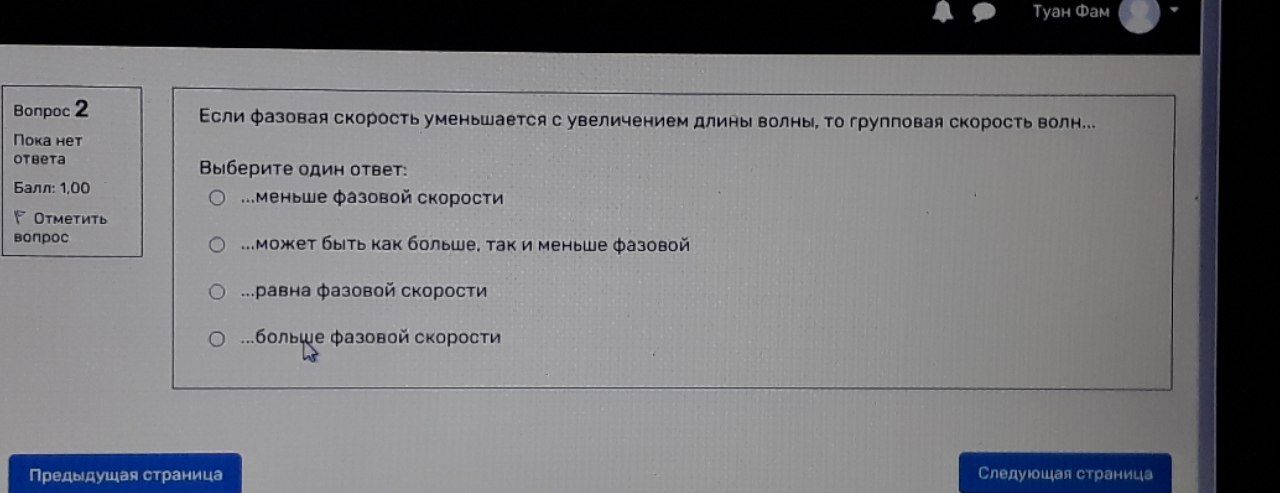 Туан Фам
Вопрос 2
Пока нет
ответа
Балл: 1,00
Отметить
вопрос
Если фазовая скорость уменьшается с увеличением длины волны, то групповая скорость волн...
Выберите один ответ:
...меньше фазовой скорости
...может быть как больше, так и меньше фазовой
...равна фазовой скорости
...больше фазовой скорости
Предыдущая страница
Следующая страница